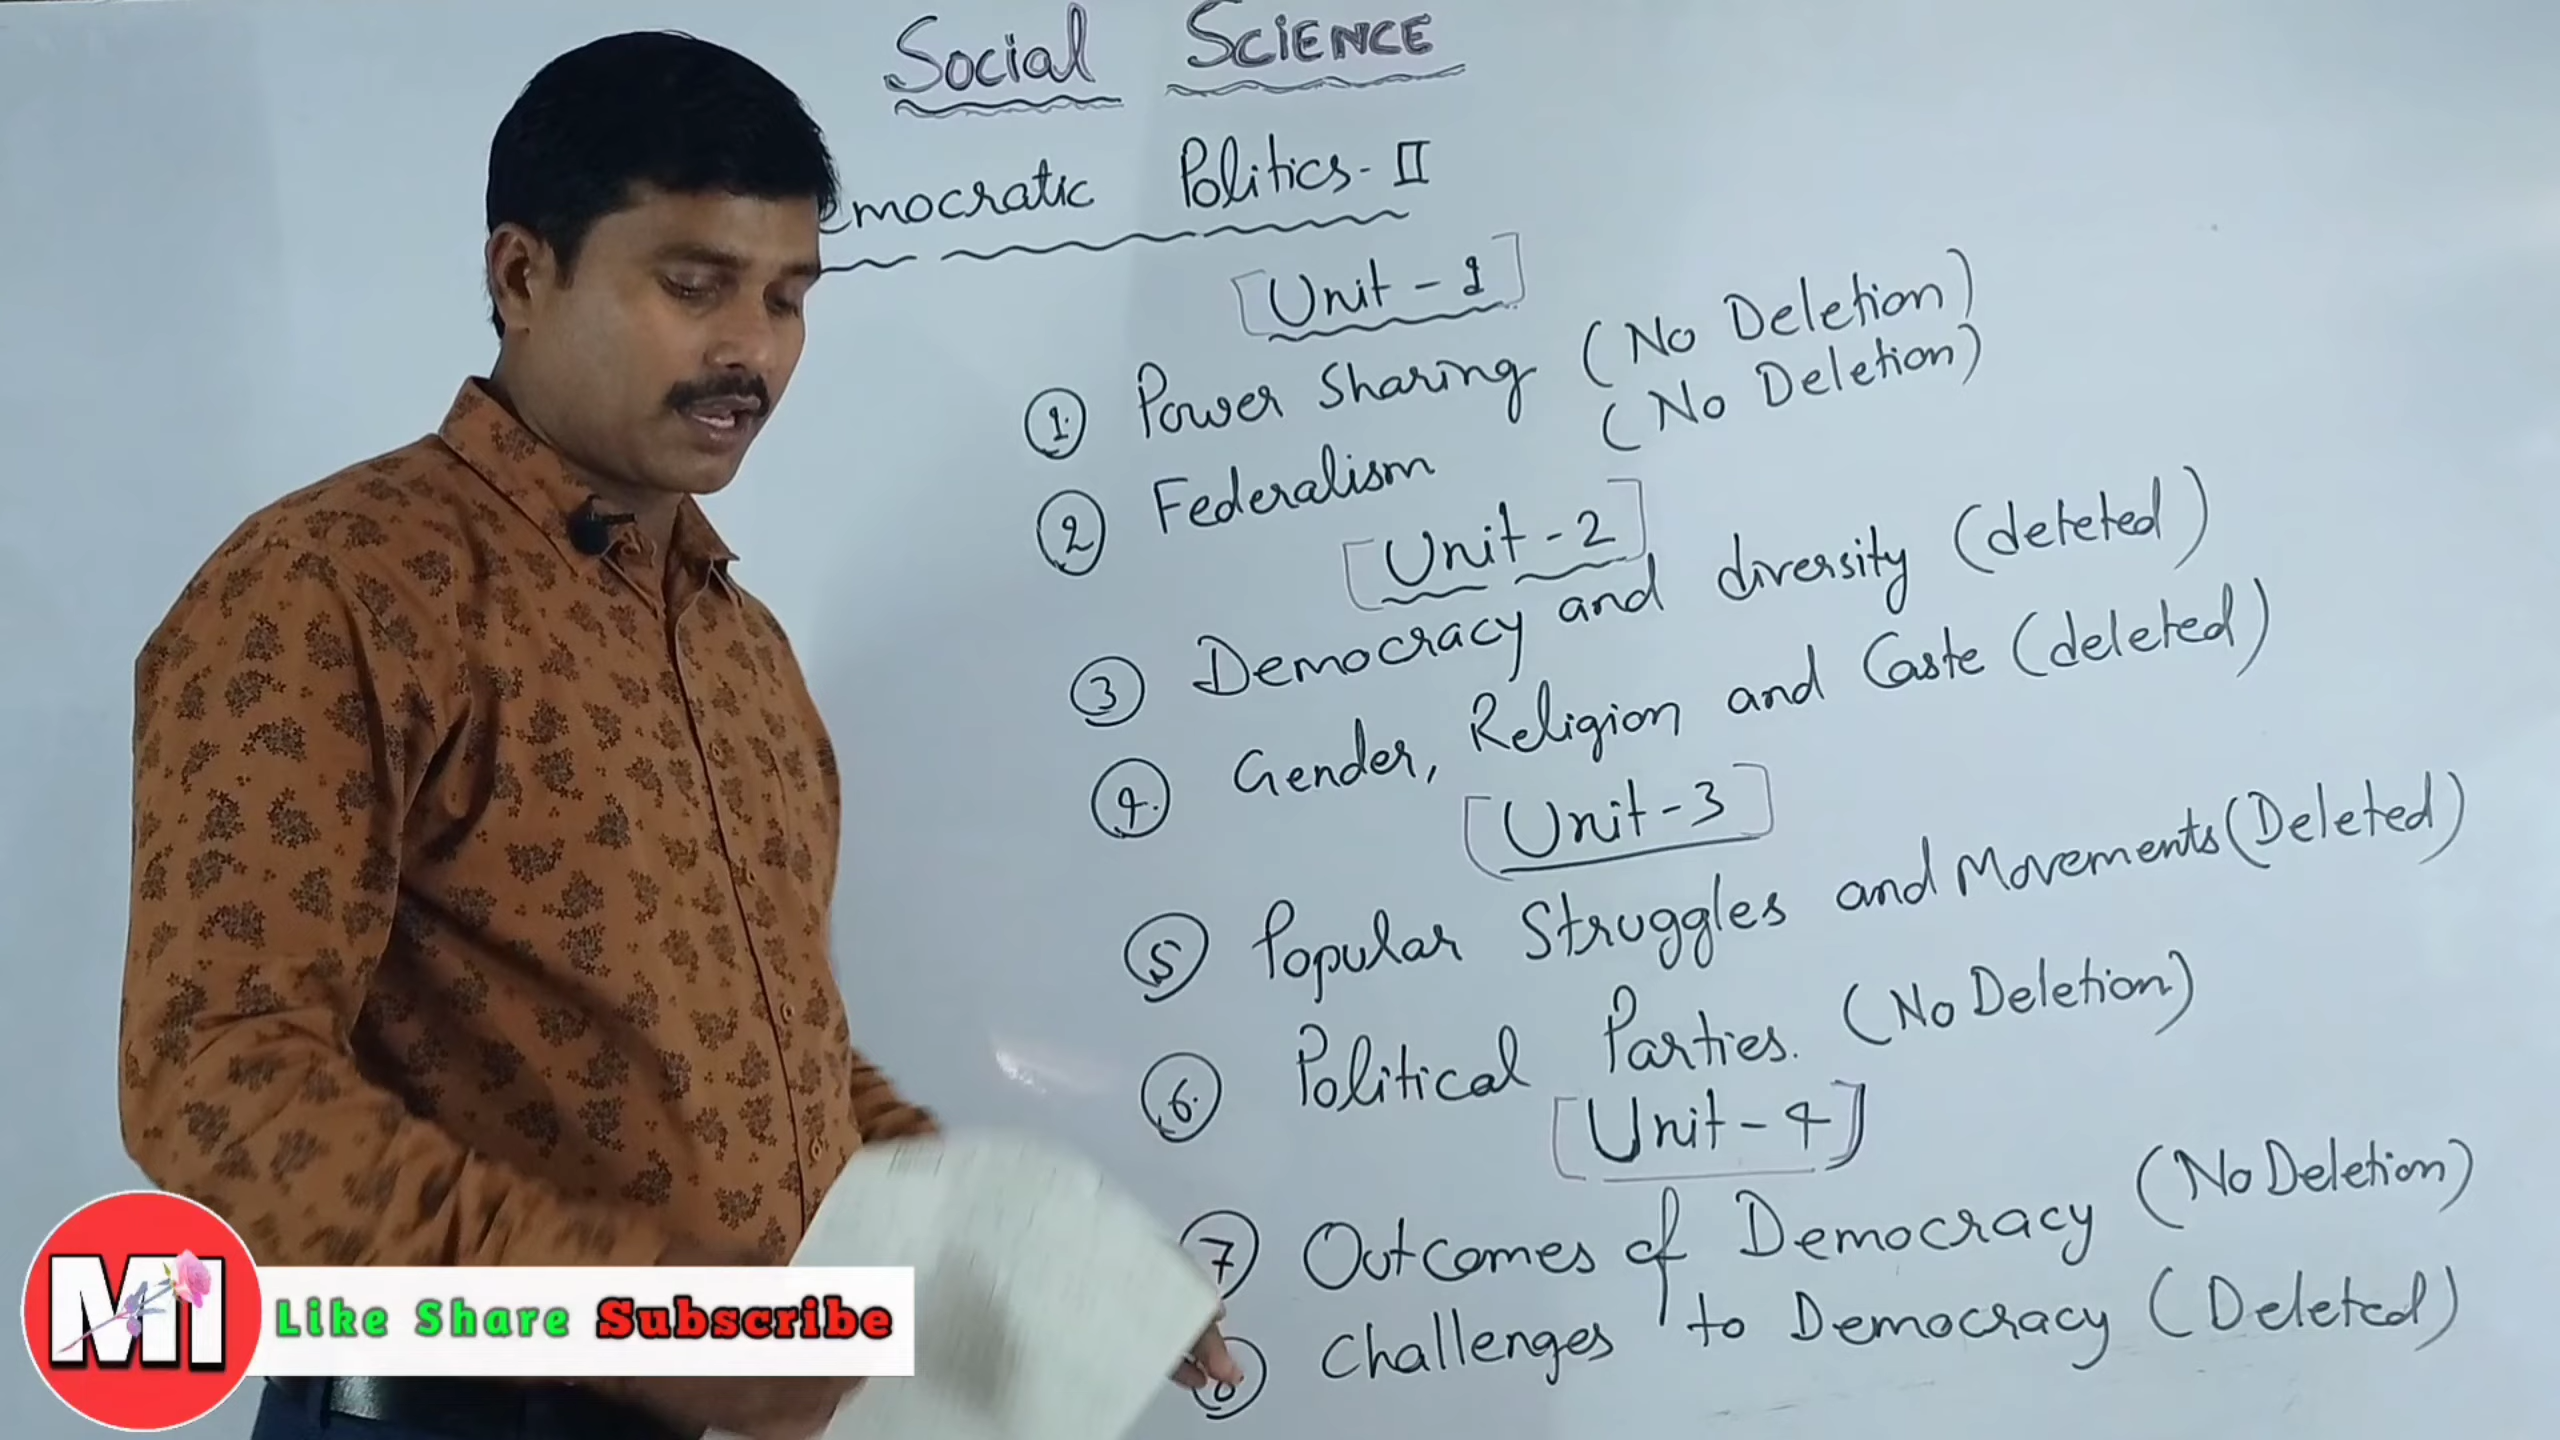 Social SCIENCE
emocratic Politics-II
[Unit-1]
① Power Sharing (No Deletion)
② Federalism (No Deletion)
[Unit-2]
③ Democracy and diversity (deteted)
④ Gender, Religion and Caste (deleted)
[Unit-3]
⑤ Popular Struggles and Movements (Deleted)
⑥ Political Parties. (No Deletion)
[Unit-4]
⑦ Outcomes of Democracy (No Deletion)
⑧ Challenges to Democracy (Deleted)
MI
Like Share Subscribe